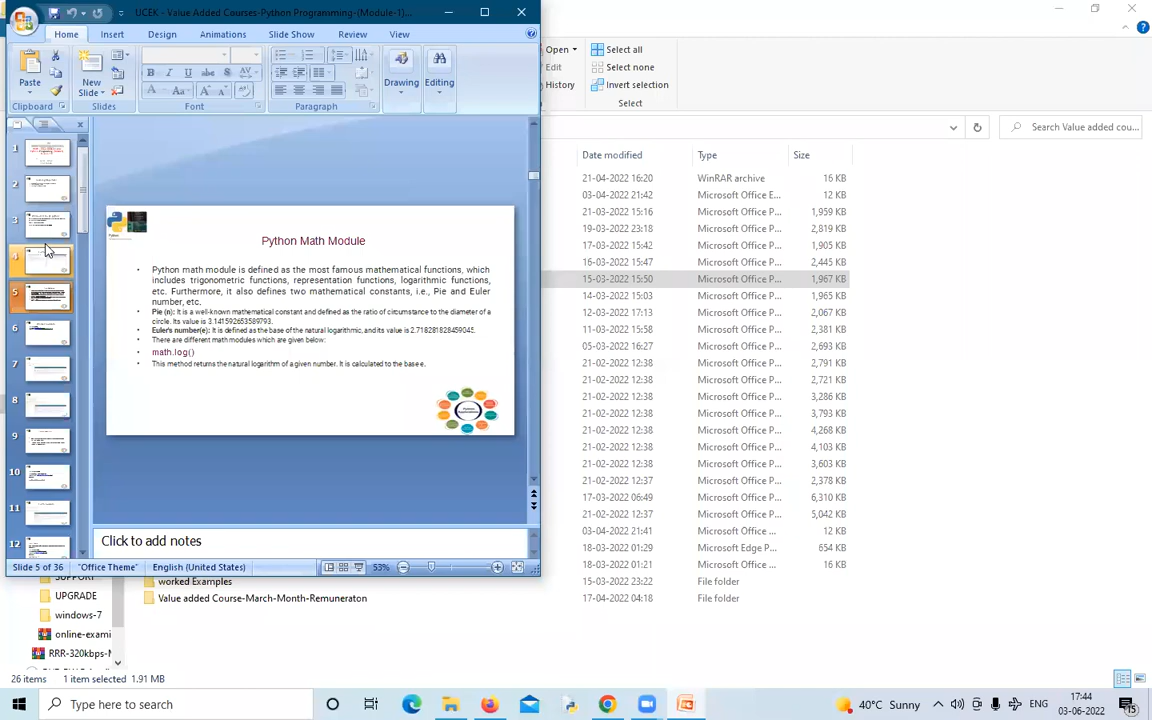 UCEK - Value Added Courses-Python Programming-(Module-1)...
Home Insert Design Animations Slide Show Review View
Paste
New
Slide
Drawing
Editing
Clipboard Slides Font Paragraph
Python Math Module
• Python math module is defined as the most famous mathematical functions, which
includes trigonometric functions, representation functions, logarithmic functions,
etc. Furthermore, it also defines two mathematical constants, i.e., Pie and Euler
number, etc.
• Pie (n): It is a well-known mathematical constant and defined as the ratio of circumstance to the diameter of a
circle. Its value is 3.141592653589793.
• Euler's number(e): It is defined as the base of the natural logarithmic, and its value is 2.718281828459045.
• There are different math modules which are given below:
• math.log()
• This method returns the natural logarithm of a given number. It is calculated to the base e.
1
2
3
4
5
6
7
8
9
10
11
12
Click to add notes
Slide 5 of 36 "Office Theme" English (United States) 53%
Open
Edit
History
Select all
Select none
Invert selection
Select
Search Value added cou...
Date modified Type Size
21-04-2022 16:20 WinRAR archive 16 KB
03-04-2022 21:42 Microsoft Office E... 12 KB
21-03-2022 15:16 Microsoft Office P... 1,959 KB
19-03-2022 23:18 Microsoft Office P... 2,819 KB
17-03-2022 15:42 Microsoft Office P... 1,905 KB
16-03-2022 15:47 Microsoft Office P... 2,445 KB
15-03-2022 15:50 Microsoft Office P... 1,967 KB
14-03-2022 15:03 Microsoft Office P... 1,965 KB
12-03-2022 17:13 Microsoft Office P... 2,067 KB
11-03-2022 15:58 Microsoft Office P... 2,381 KB
05-03-2022 16:27 Microsoft Office P... 2,693 KB
21-02-2022 12:38 Microsoft Office P... 2,791 KB
21-02-2022 12:38 Microsoft Office P... 2,721 KB
21-02-2022 12:38 Microsoft Office P... 3,286 KB
21-02-2022 12:38 Microsoft Office P... 3,793 KB
21-02-2022 12:38 Microsoft Office P... 4,268 KB
21-02-2022 12:38 Microsoft Office P... 4,103 KB
21-02-2022 12:38 Microsoft Office P... 3,603 KB
21-02-2022 12:37 Microsoft Office P... 2,378 KB
17-03-2022 06:49 Microsoft Office P... 6,310 KB
21-02-2022 12:37 Microsoft Office P... 5,042 KB
03-04-2022 21:41 Microsoft Office ... 12 KB
18-03-2022 01:29 Microsoft Edge P... 654 KB
18-03-2022 01:21 Microsoft Office ... 16 KB
worked Examples 15-03-2022 23:22 File folder
Value added Course-March-Month-Remuneraton 17-04-2022 04:18 File folder
UPGRADE
windows-7
online-exami
RRR-320kbps-
26 items 1 item selected 1.91 MB
Type here to search
40°C Sunny
ENG
17:44
03-06-2022
15